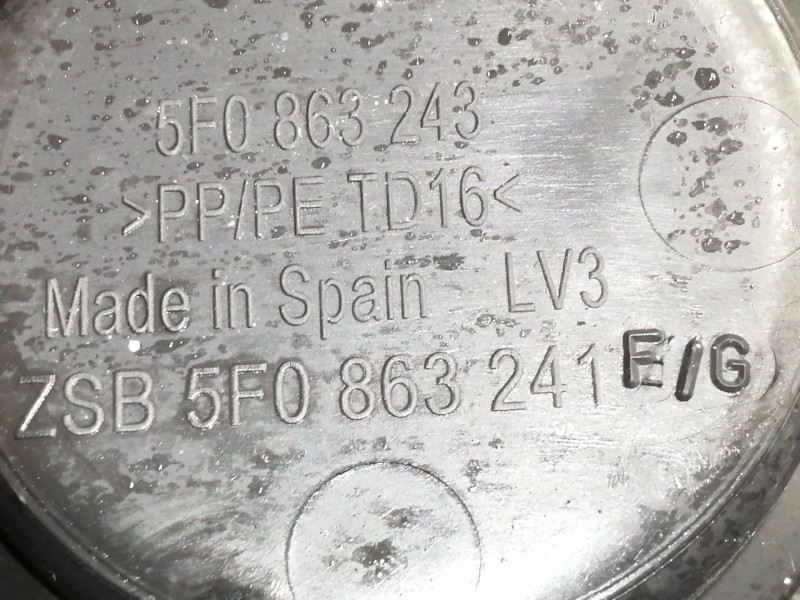 5F0 863 243
>PP/PE TD16<
Made in Spain LV3
ZSB 5F0 863 241 E/G